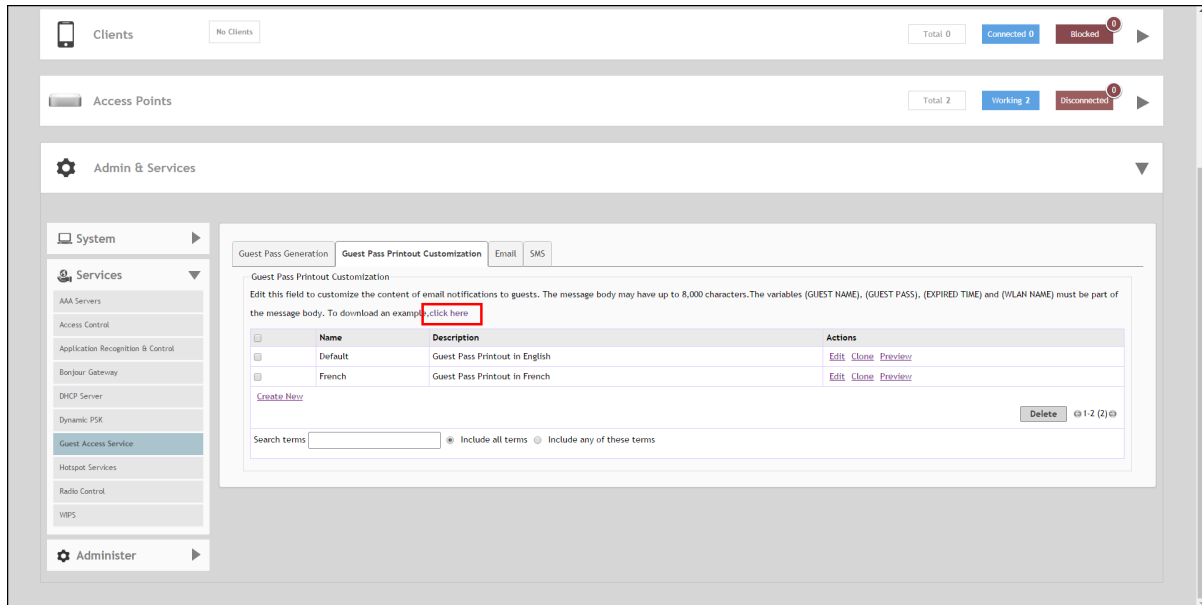 Clients
No Clients
Total 0
Connected 0
Blocked
0
Access Points
Total 2
Working 2
Disconnected
0
Admin & Services
System
Services
AAA Servers
Access Control
Application Recognition & Control
Bonjour Gateway
DHCP Server
Dynamic PSK
Guest Access Service
Hotspot Services
Radio Control
WIPS
Administer
Guest Pass Generation
Guest Pass Printout Customization
Email
SMS
Guest Pass Printout Customization
Edit this field to customize the content of email notifications to guests. The message body may have up to 8,000 characters.The variables {GUEST NAME}, {GUEST PASS}, {EXPIRED TIME} and {WLAN NAME} must be part
the message body. To download an example,click here
Name Description Actions
Default Guest Pass Printout in English Edit Clone Preview
French Guest Pass Printout in French Edit Clone Preview
Create New
Delete 1-2 (2)
Search terms Include all terms Include any of these terms